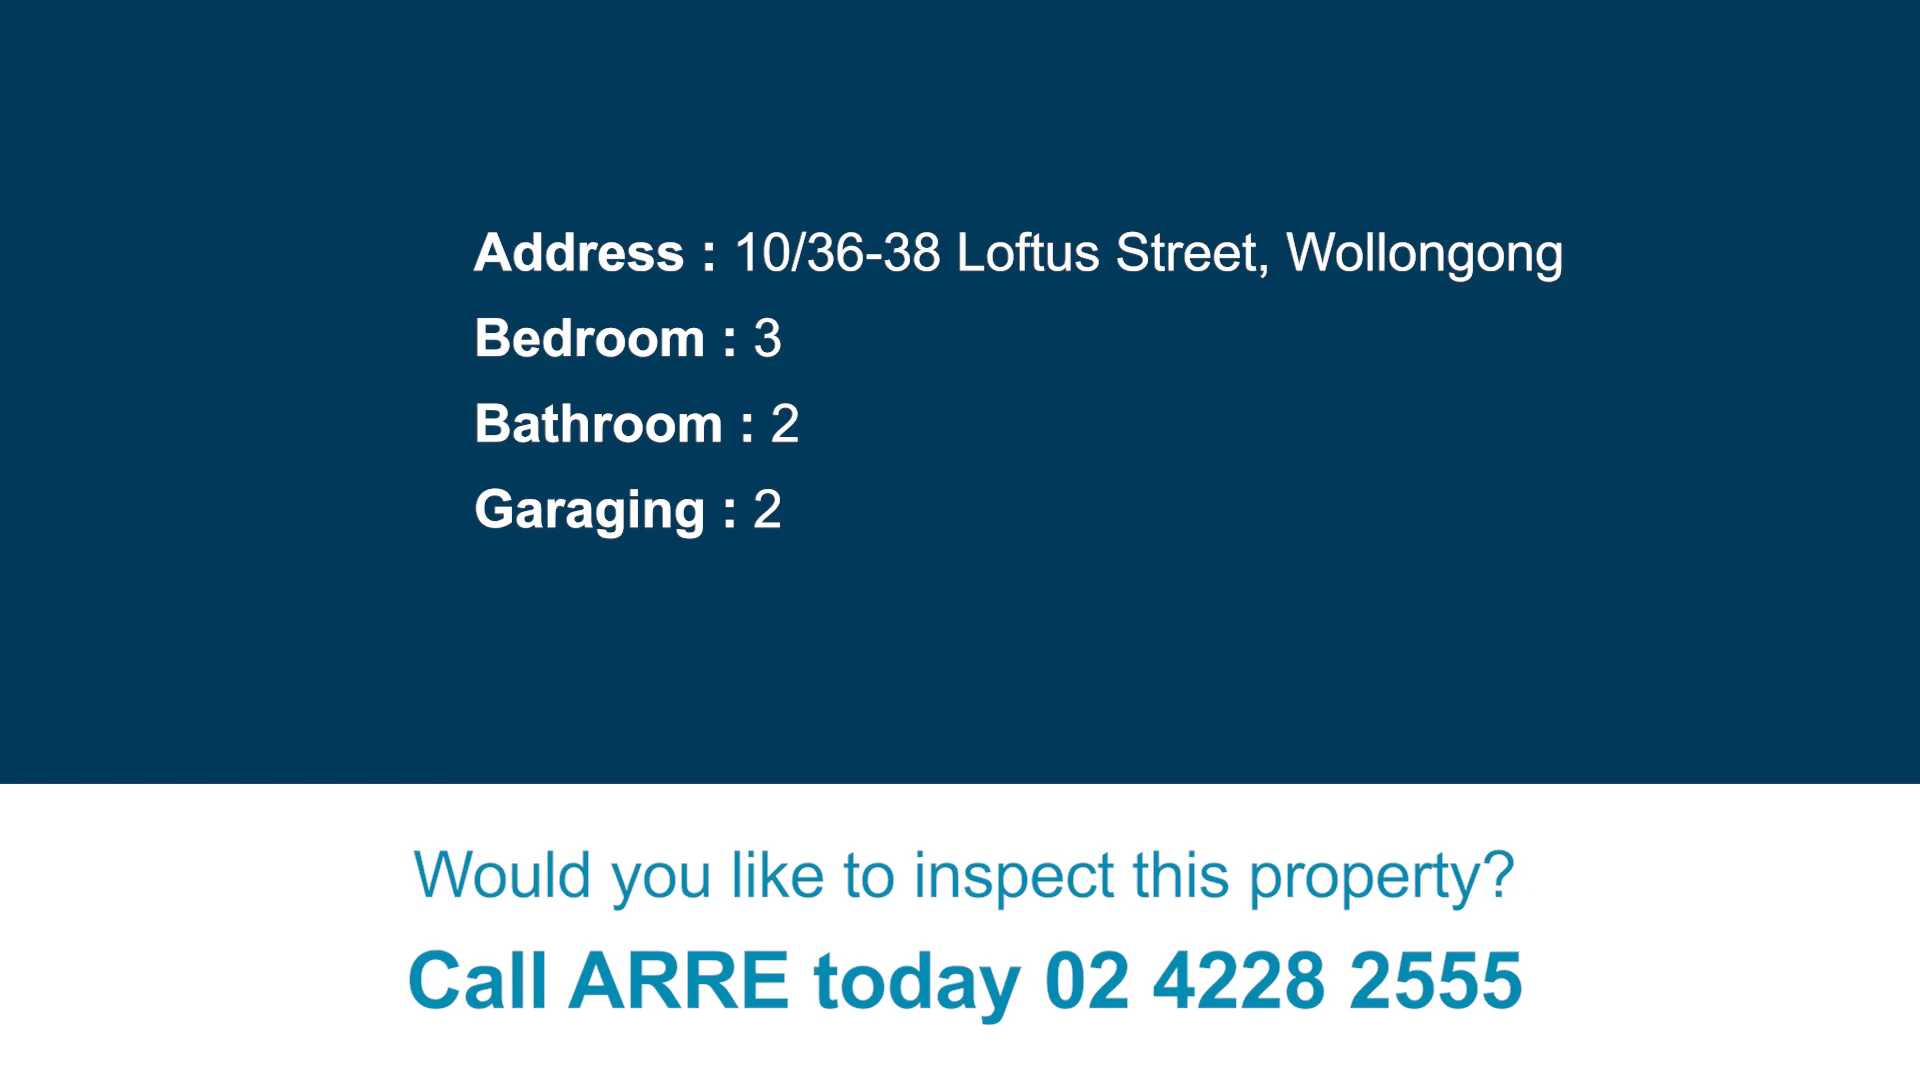 Address : 10/36-38 Loftus Street, Wollongong
Bedroom : 3
Bathroom : 2
Garaging : 2
Would you like to inspect this property?
Call ARRE today 02 4228 2555